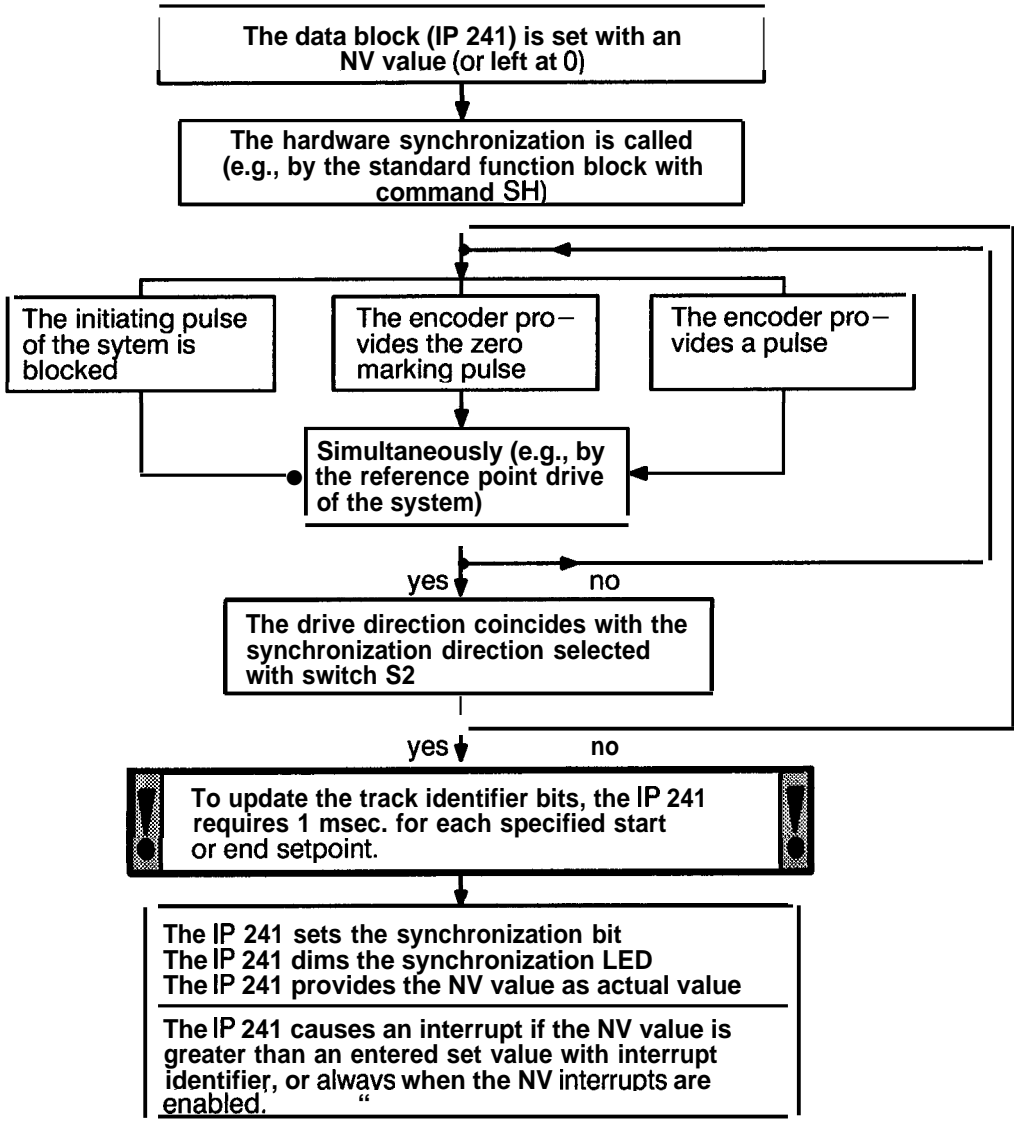 The data block (IP 241) is set with an
NV value (or left at 0)
The hardware synchronization is called
(e.g., by the standard function block with
command SH)
The initiating pulse
of the sytem is
blocked
The encoder pro–
vides the zero
marking pulse
The encoder pro–
vides a pulse
Simultaneously (e.g., by
the reference point drive
of the system)
yes no
The drive direction coincides with the
synchronization direction selected
with switch S2
yes no
! To update the track identifier bits, the IP 241 !
requires 1 msec. for each specified start
or end setpoint.
The IP 241 sets the synchronization bit
The IP 241 dims the synchronization LED
The IP 241 provides the NV value as actual value
The IP 241 causes an interrupt if the NV value is
greater than an entered set value with interrupt
identifier, or always when the NV interrupts are
enabled. “